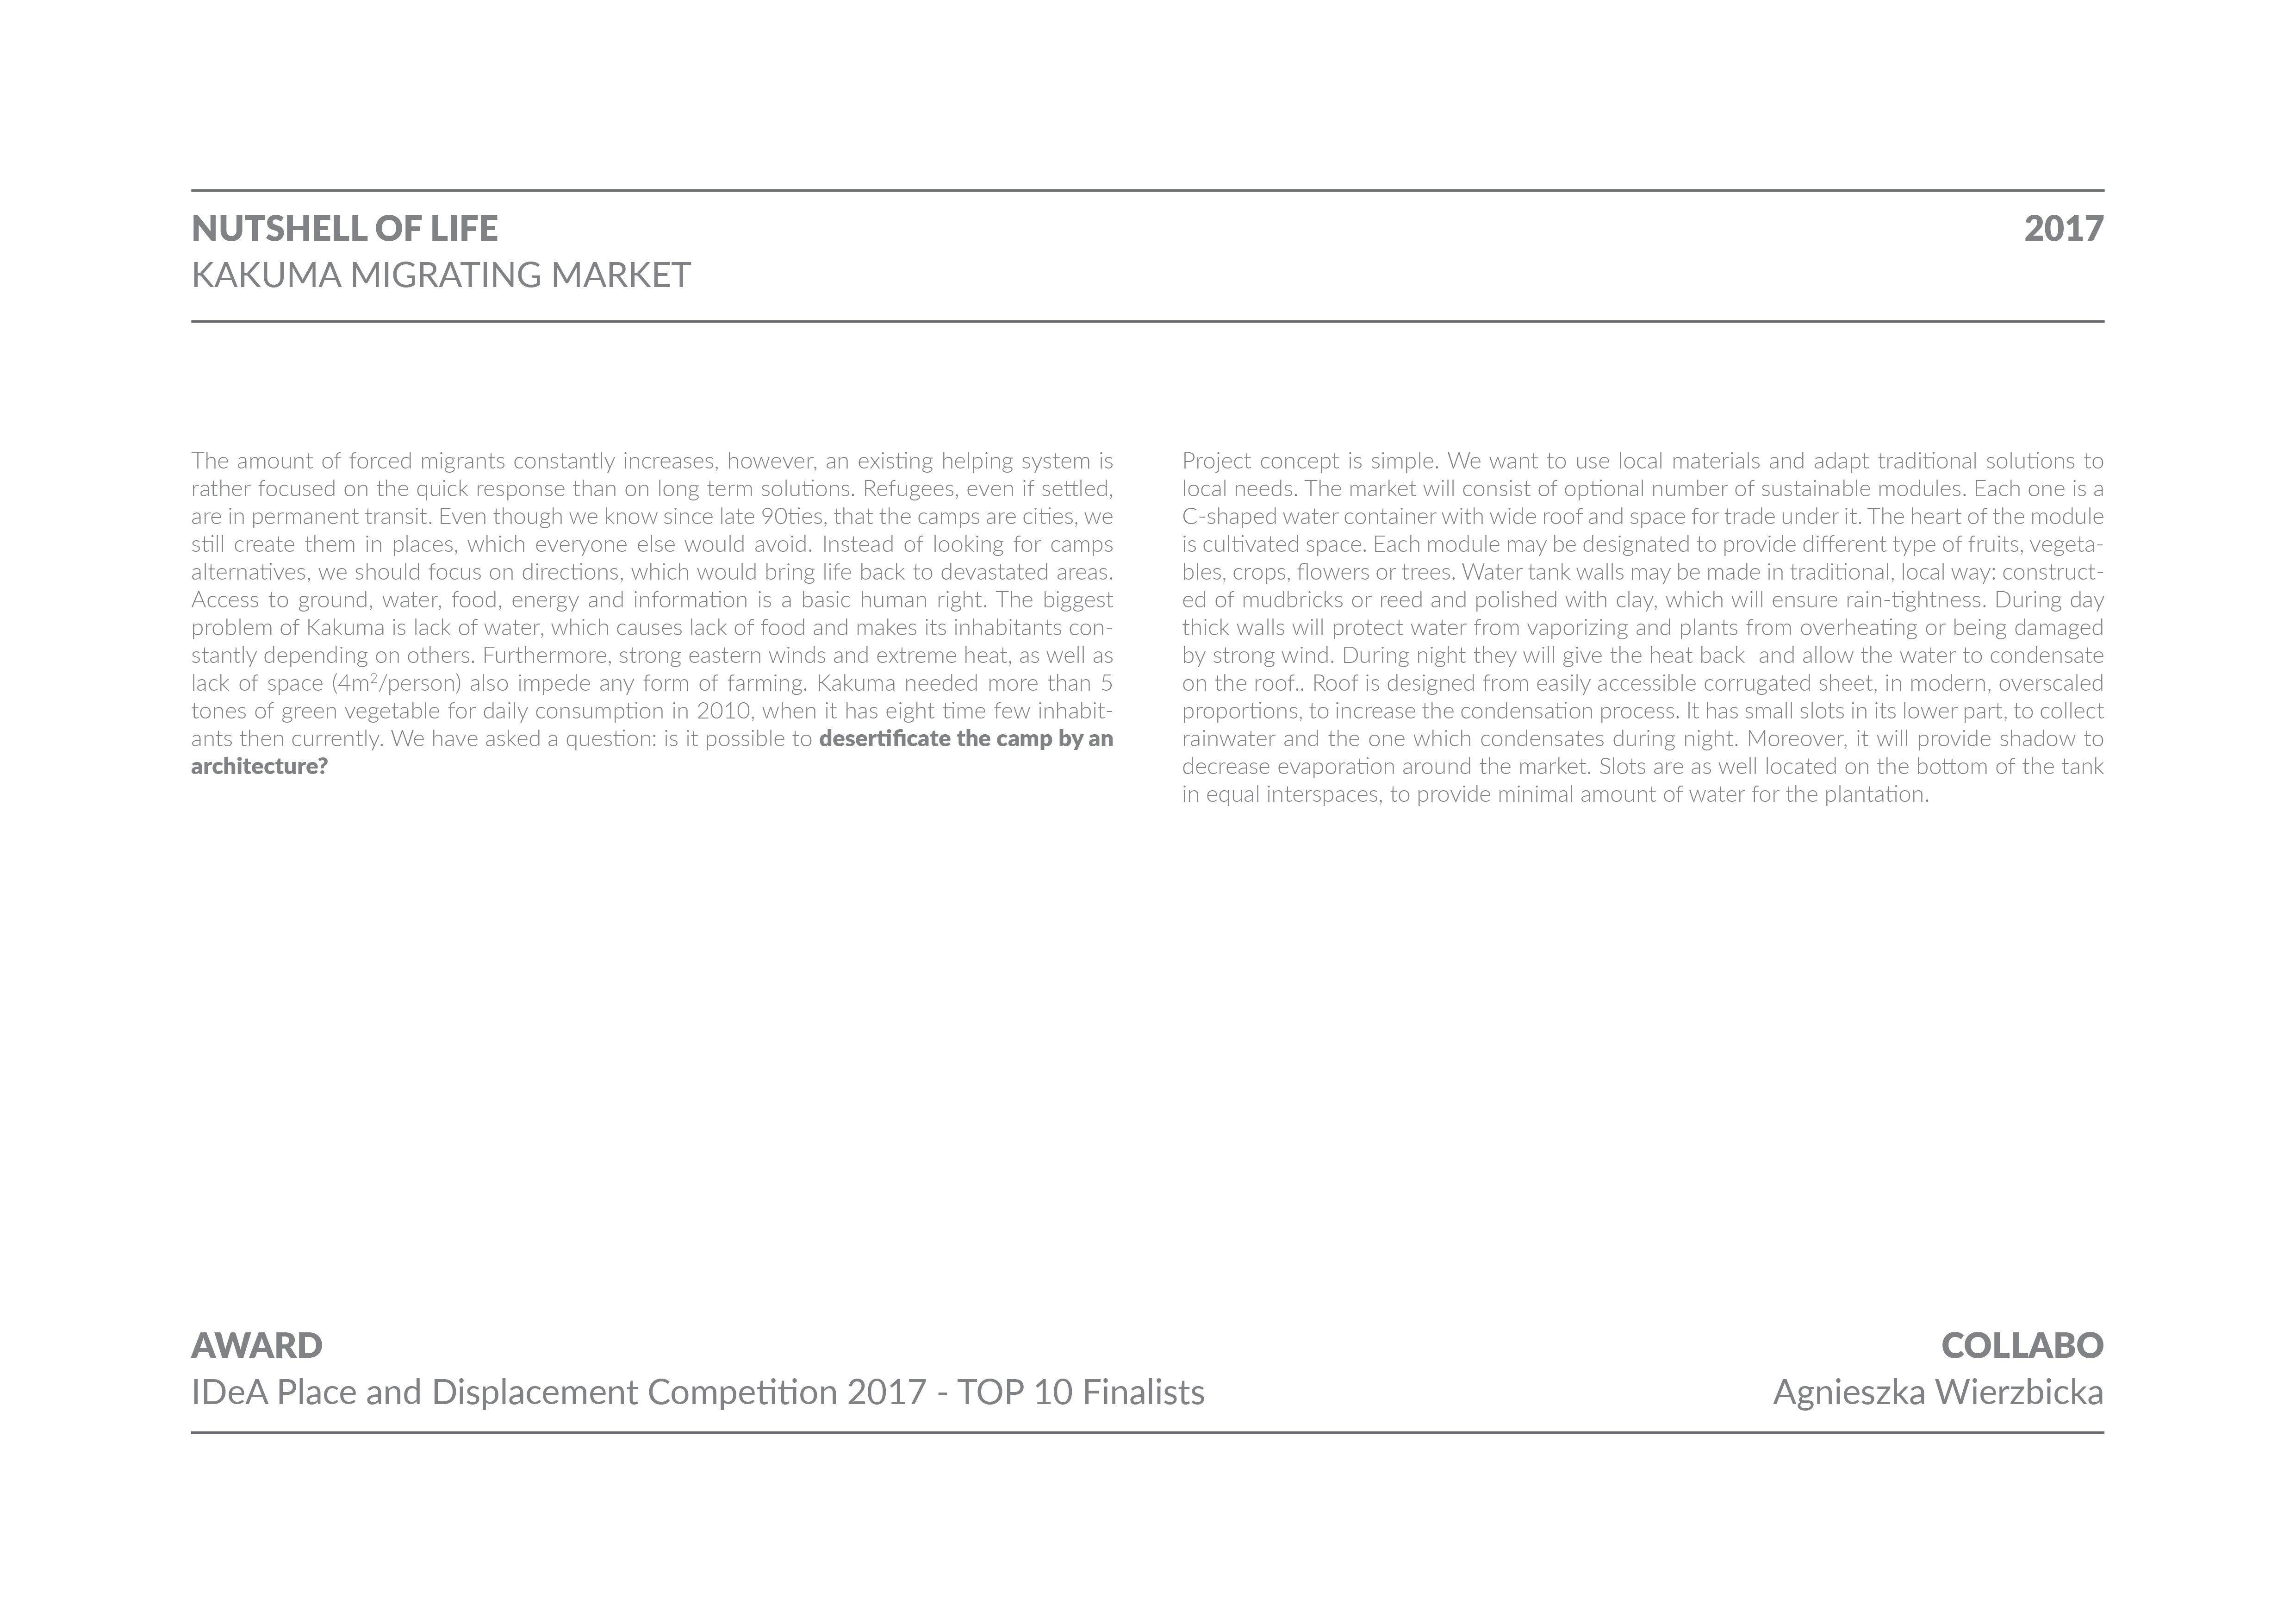 NUTSHELL OF LIFE
2017
KAKUMA MIGRATING MARKET
The amount of forced migrants constantly increases, however, an existing helping system is
rather focused on the quick response than on long term solutions. Refugees, even if settled,
are in permanent transit. Even though we know since late 90ties, that the camps are cities, we
still create them in places, which everyone else would avoid. Instead of looking for camps
alternatives, we should focus on directions, which would bring life back to devastated areas.
Access to ground, water, food, energy and information is a basic human right. The biggest
problem of Kakuma is lack of water, which causes lack of food and makes its inhabitants con-
stantly depending on others. Furthermore, strong eastern winds and extreme heat, as well as
lack of space (4m²/person) also impede any form of farming. Kakuma needed more than 5
tones of green vegetable for daily consumption in 2010, when it has eight time few inhabit-
ants then currently. We have asked a question: is it possible to desertificate the camp by an
architecture?
Project concept is simple. We want to use local materials and adapt traditional solutions to
local needs. The market will consist of optional number of sustainable modules. Each one is a
C-shaped water container with wide roof and space for trade under it. The heart of the module
is cultivated space. Each module may be designated to provide different type of fruits, vegeta-
bles, crops, flowers or trees. Water tank walls may be made in traditional, local way: construct-
ed of mudbricks or reed and polished with clay, which will ensure rain-tightness. During day
thick walls will protect water from vaporizing and plants from overheating or being damaged
by strong wind. During night they will give the heat back  and allow the water to condensate
on the roof.. Roof is designed from easily accessible corrugated sheet, in modern, overscaled
proportions, to increase the condensation process. It has small slots in its lower part, to collect
rainwater and the one which condensates during night. Moreover, it will provide shadow to
decrease evaporation around the market. Slots are as well located on the bottom of the tank
in equal interspaces, to provide minimal amount of water for the plantation.
AWARD
IDeA Place and Displacement Competition 2017 - TOP 10 Finalists
COLLABO
Agnieszka Wierzbicka